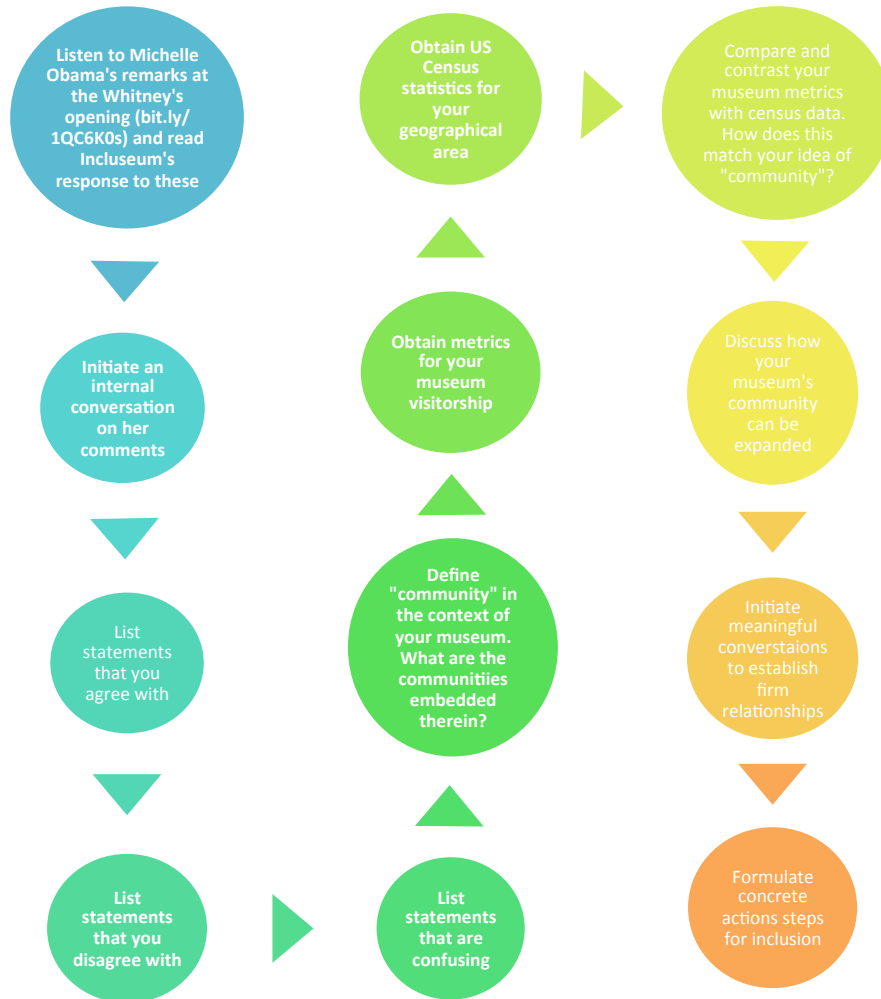 Listen to Michelle
Obama's remarks at
the Whitney's
opening (bit.ly/
1QC6K0s) and read
Incluseum's
response to these
Initiate an
internal
conversation
on her
comments
List
statements
that you
agree with
List
statements
that you
disagree with
List
statements
that are
confusing
Define
"community" in
the context of
your museum.
What are the
communitiies
embedded
therein?
Obtain metrics
for your
museum
visitorship
Obtain US
Census
statistics for
your
geographical
area
Compare and
contrast your
museum metrics
with census data.
How does this
match your idea of
"community"?
Discuss how
your
museum's
community
can be
expanded
Initiate
meaningful
converstaions
to establish
firm
relationships
Formulate
concrete
actions steps
for inclusion